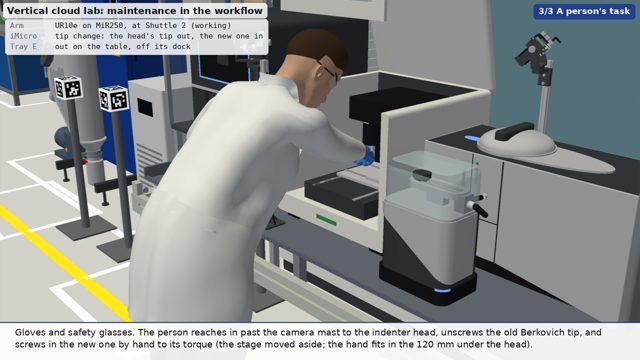 Vertical cloud lab: maintenance in the workflow
3/3 A person's task
Arm UR10e on MiR250, at Shuttle 2 (working)
iMicro tip change: the head's tip out, the new one in
Tray E out on the table, off its dock
Gloves and safety glasses. The person reaches in past the camera mast to the indenter head, unscrews the old Berkovich tip, and
screws in the new one by hand to its torque (the stage moved aside; the hand fits in the 120 mm under the head).